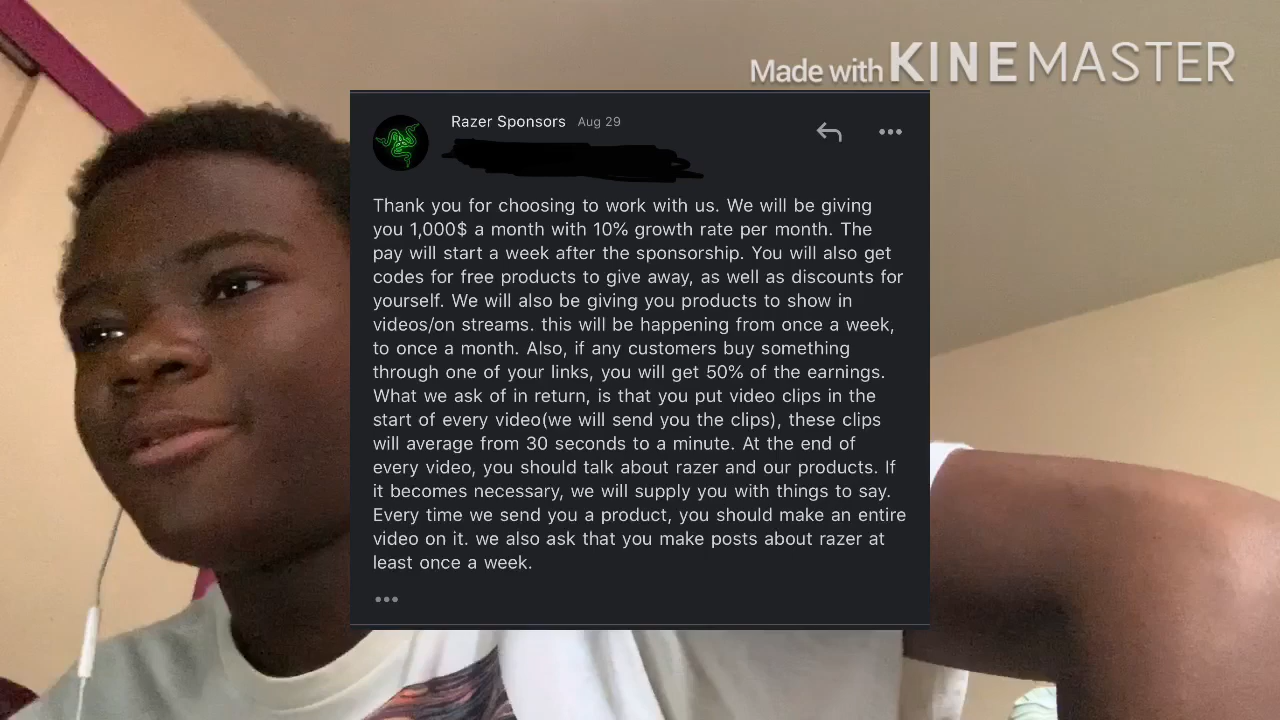 Made with KINEMASTER
Razer Sponsors Aug 29
Thank you for choosing to work with us. We will be giving
you 1,000$ a month with 10% growth rate per month. The
pay will start a week after the sponsorship. You will also get
codes for free products to give away, as well as discounts for
yourself. We will also be giving you products to show in
videos/on streams. this will be happening from once a week,
to once a month. Also, if any customers buy something
through one of your links, you will get 50% of the earnings.
What we ask of in return, is that you put video clips in the
start of every video(we will send you the clips), these clips
will average from 30 seconds to a minute. At the end of
every video, you should talk about razer and our products. If
it becomes necessary, we will supply you with things to say.
Every time we send you a product, you should make an entire
video on it. we also ask that you make posts about razer at
least once a week.